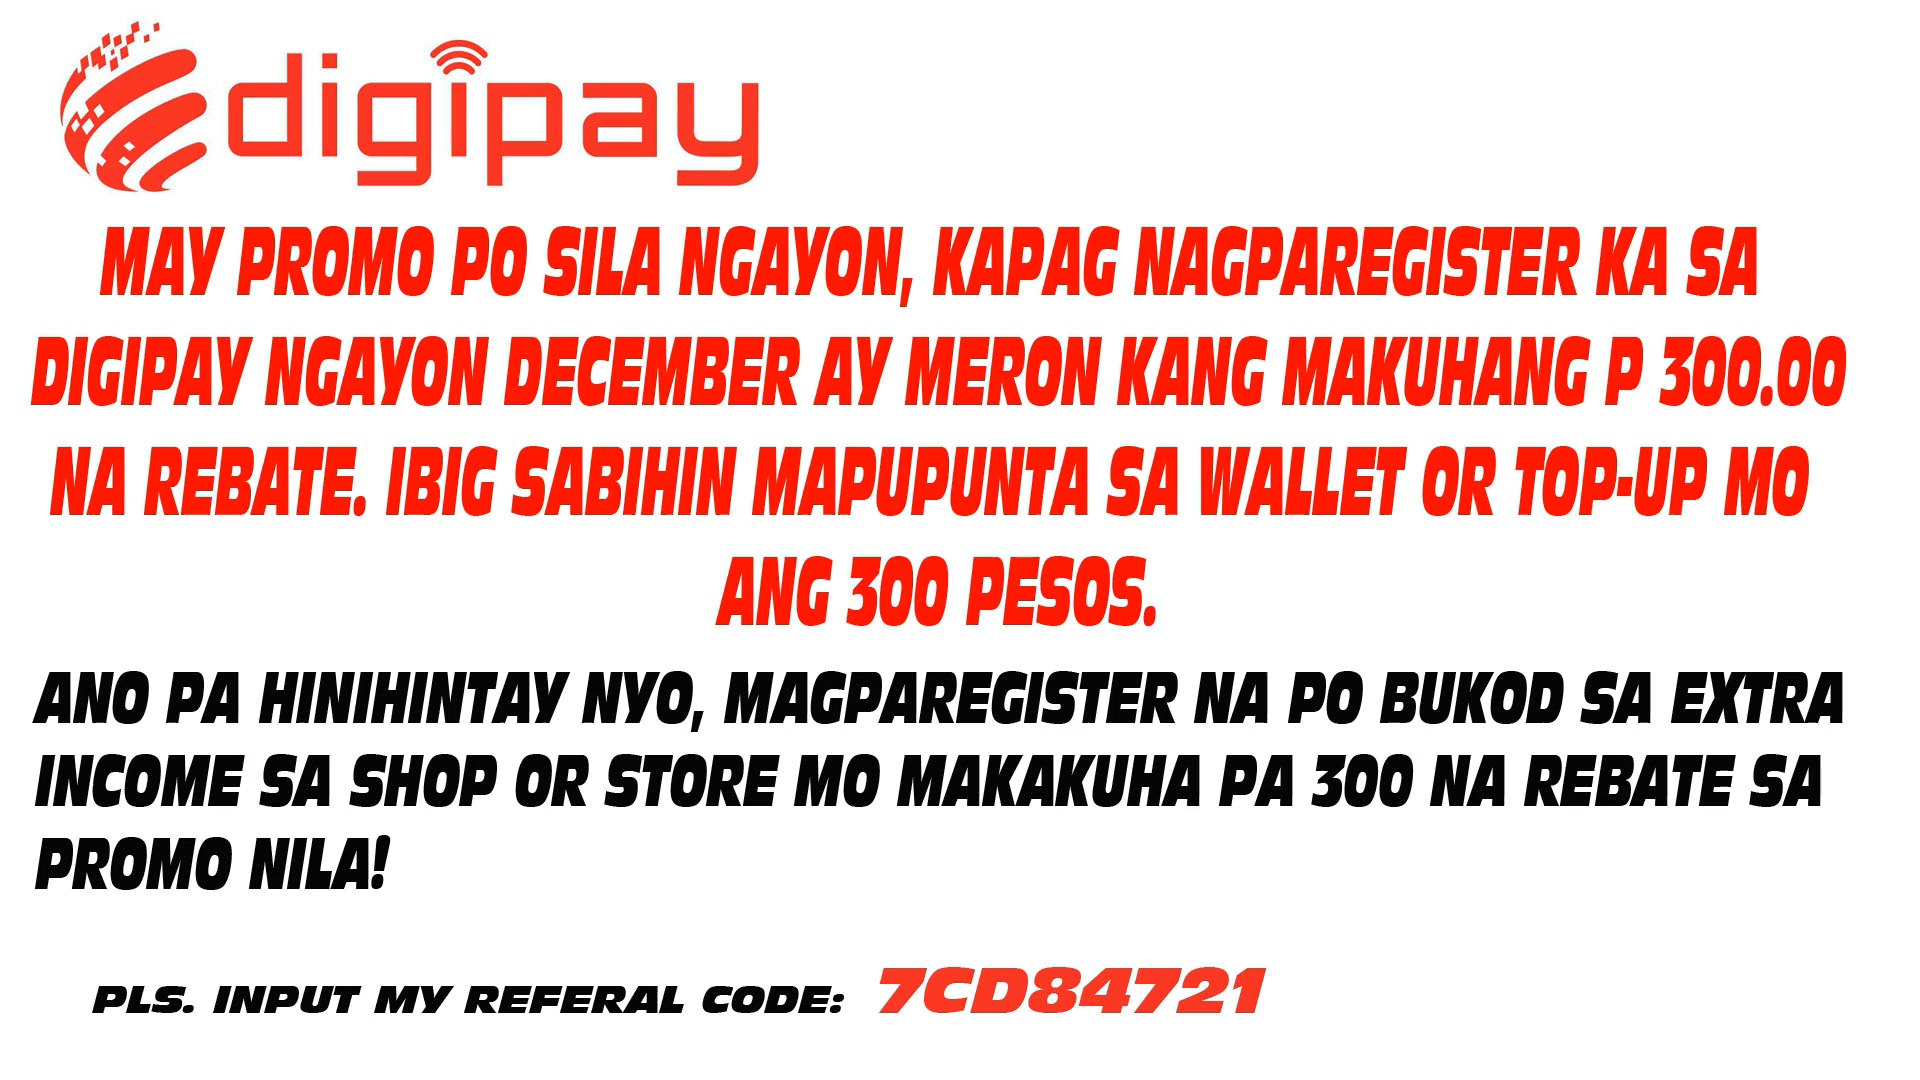 digipay
MAY PROMO PO SILA NGAYON, KAPAG NAGPAREGISTER KA SA
DIGIPAY NGAYON DECEMBER AY MERON KANG MAKUHANG P 300.00
NA REBATE. IBIG SABIHIN MAPUPUNTA SA WALLET OR TOP-UP MO
ANG 300 PESOS.
ANO PA HINIHINTAY NYO, MAGPAREGISTER NA PO BUKOD SA EXTRA
INCOME SA SHOP OR STORE MO MAKAKUHA PA 300 NA REBATE SA
PROMO NILA!
PLS. INPUT MY REFERAL CODE: 7CD84721